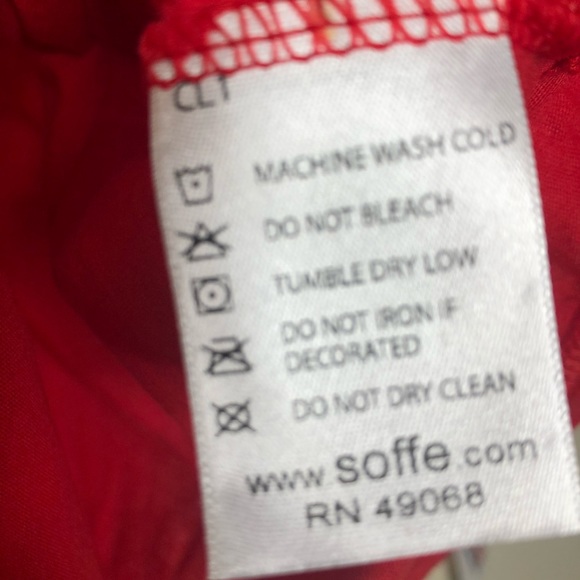 CL1
MACHINE WASH COLD
DO NOT BLEACH
TUMBLE DRY LOW
DO NOT IRON IF
DECORATED
DO NOT DRY CLEAN
www.soffe.com
RN 49068